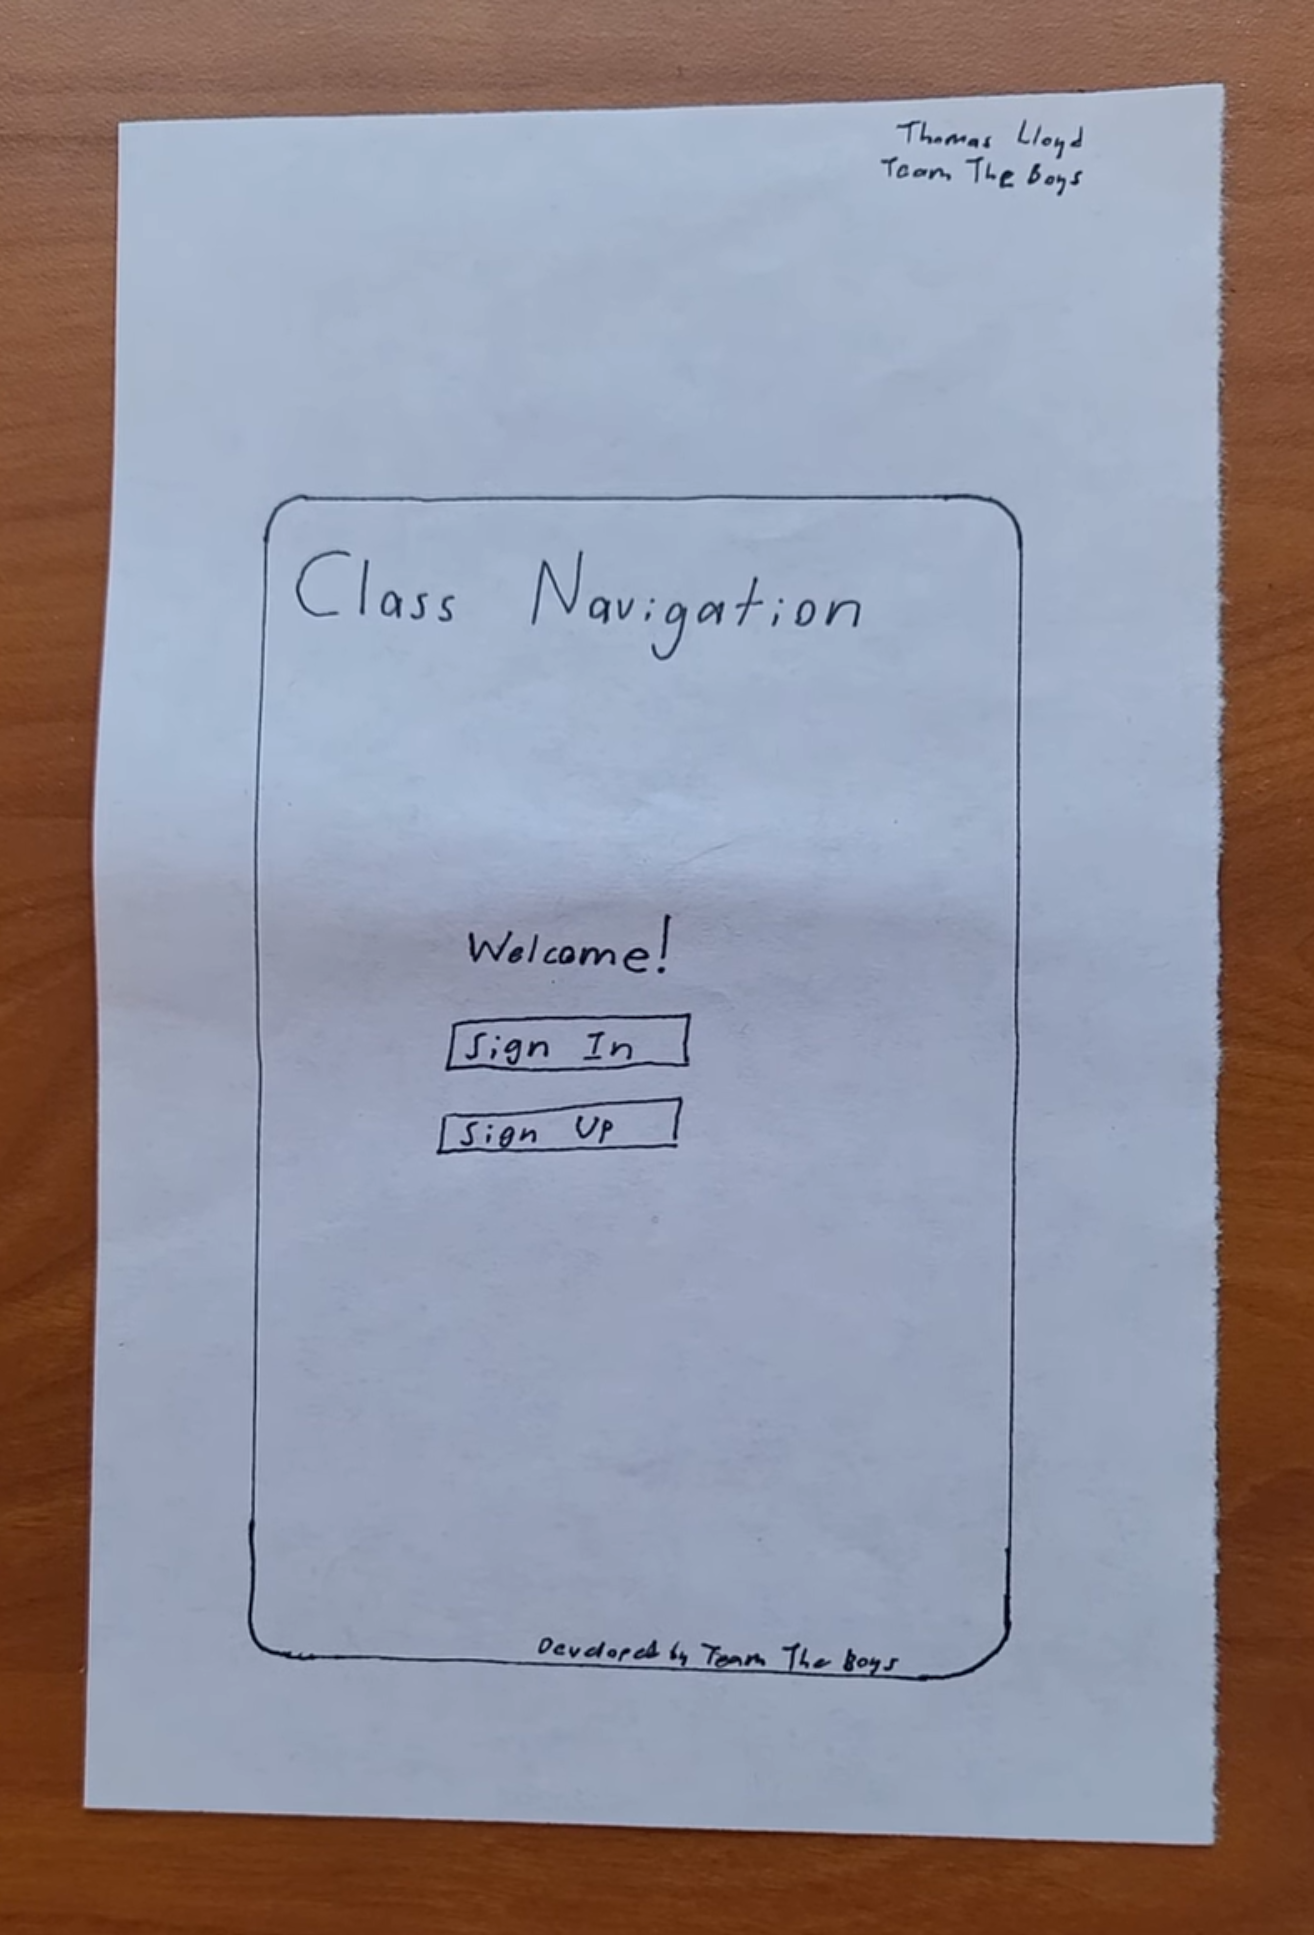 Thomas Lloyd
Team The Boys
Class Navigation
Welcome!
Sign In
Sign Up
Developed by Team The Boys